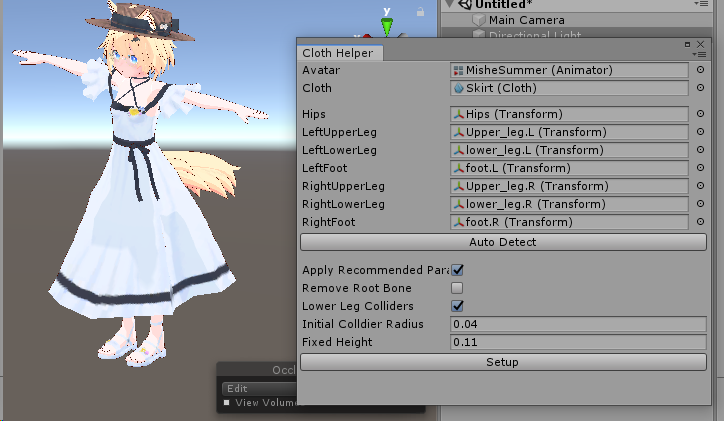 y
Untitled*
Main Camera
Directional Light
Cloth Helper
Avatar MisheSummer (Animator)
Cloth Skirt (Cloth)
Hips Hips (Transform)
LeftUpperLeg Upper_leg.L (Transform)
LeftLowerLeg lower_leg.L (Transform)
LeftFoot foot.L (Transform)
RightUpperLeg Upper_leg.R (Transform)
RightLowerLeg lower_leg.R (Transform)
RightFoot foot.R (Transform)
Auto Detect
Apply Recommended Para
Remove Root Bone
Lower Leg Colliders
Initial Colldier Radius 0.04
Fixed Height 0.11
Setup
Occl
Edit
View Volume